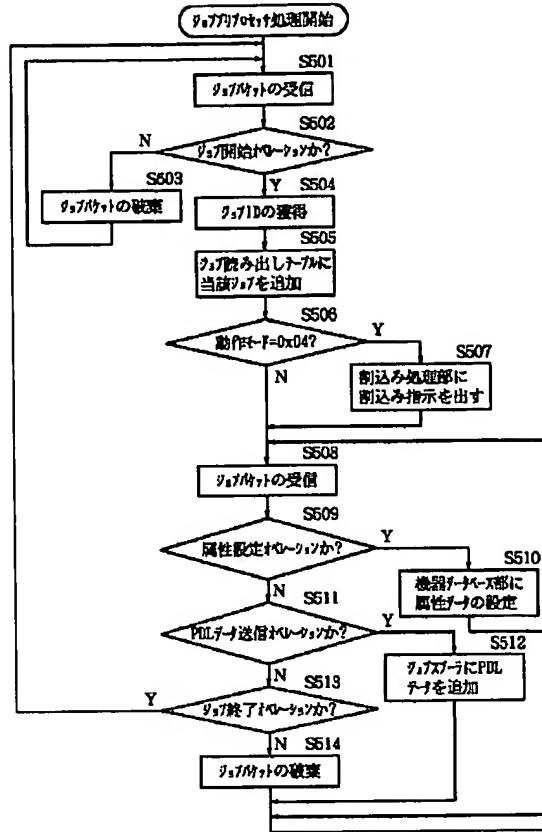 ジョブプリプロセッサ処理開始
S501
ジョブパケットの受信
S502
ジョブ開始オペレーションか?
N
Y
S503
ジョブパケットの破棄
S504
ジョブIDの獲得
S505
ジョブ読み出しテーブルに
当該ジョブを追加
S506
動作モード=0x04?
Y
N
S507
割込み処理部に
割込み指示を出す
S508
ジョブパケットの受信
S509
属性設定オペレーションか?
Y
N
S510
機器データベース部に
属性データの設定
S511
PDLデータ送信オペレーションか?
Y
N
S512
ジョブスプーラにPDL
データを追加
S513
ジョブ終了オペレーションか?
Y
N
S514
ジョブパケットの破棄